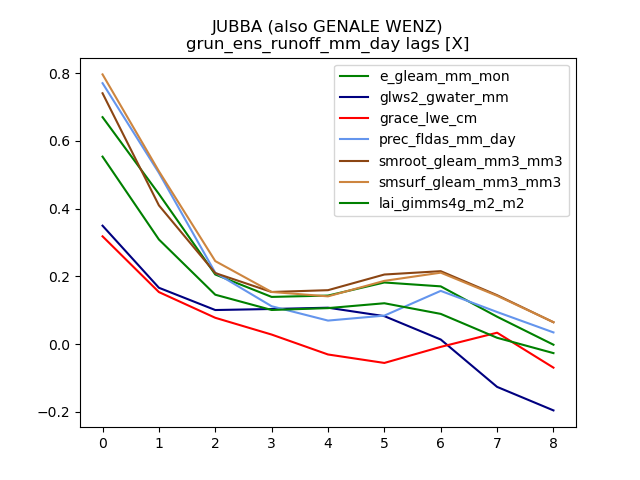 JUBBA (also GENALE WENZ)
grun_ens_runoff_mm_day lags [X]
e_gleam_mm_mon
glws2_gwater_mm
grace_lwe_cm
prec_fldas_mm_day
smroot_gleam_mm3_mm3
smsurf_gleam_mm3_mm3
lai_gimms4g_m2_m2
0.8
0.6
0.4
0.2
0.0
−0.2
0 1 2 3 4 5 6 7 8